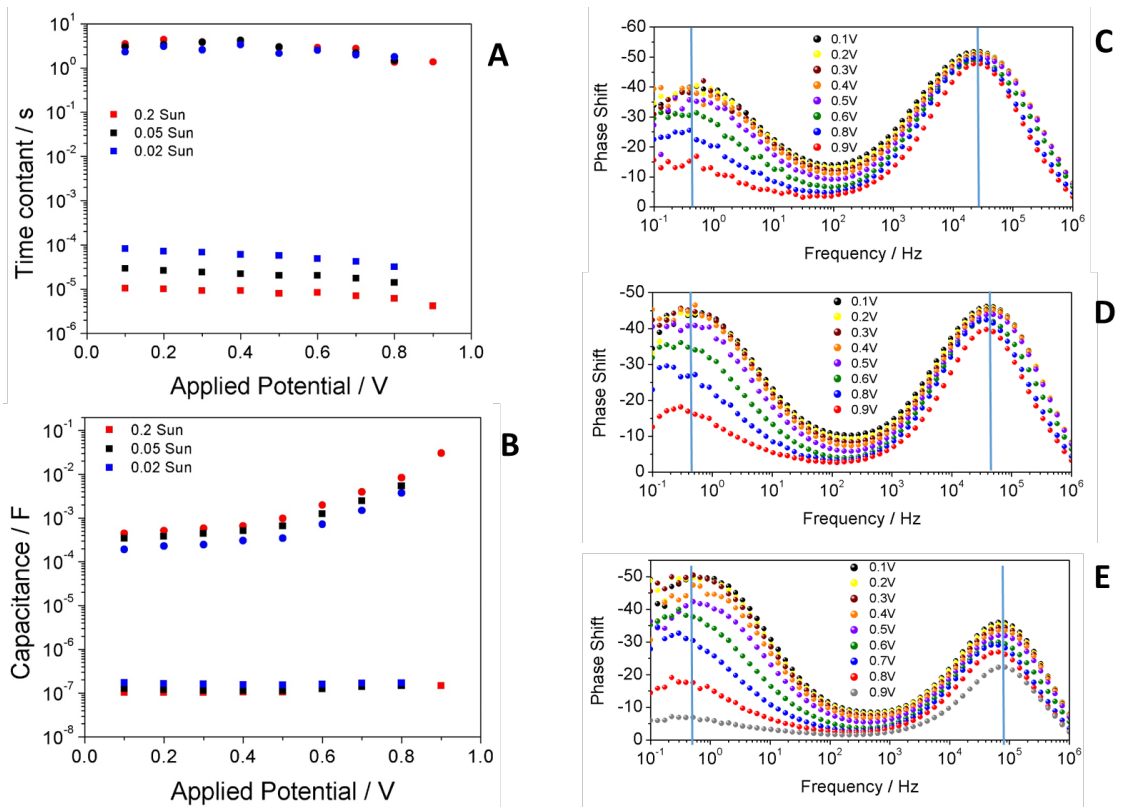 A
10^1
10^0
10^-1
10^-2
10^-3
10^-4
10^-5
10^-6
Time contant / s
0.2 Sun
0.05 Sun
0.02 Sun
0.0 0.2 0.4 0.6 0.8 1.0
Applied Potential / V
B
10^-1
10^-2
10^-3
10^-4
10^-5
10^-6
10^-7
10^-8
Capacitance / F
0.2 Sun
0.05 Sun
0.02 Sun
0.0 0.2 0.4 0.6 0.8 1.0
Applied Potential / V
C
-60
-50
-40
-30
-20
-10
0
Phase Shift
0.1V
0.2V
0.3V
0.4V
0.5V
0.6V
0.8V
0.9V
10^-1 10^0 10^1 10^2 10^3 10^4 10^5 10^6
Frequency / Hz
D
-50
-40
-30
-20
-10
0
Phase Shift
0.1V
0.2V
0.3V
0.4V
0.5V
0.6V
0.8V
0.9V
10^-1 10^0 10^1 10^2 10^3 10^4 10^5 10^6
Frequency / Hz
E
-50
-40
-30
-20
-10
0
Phase Shift
0.1V
0.2V
0.3V
0.4V
0.5V
0.6V
0.7V
0.8V
0.9V
10^-1 10^0 10^1 10^2 10^3 10^4 10^5 10^6
Frequency / Hz